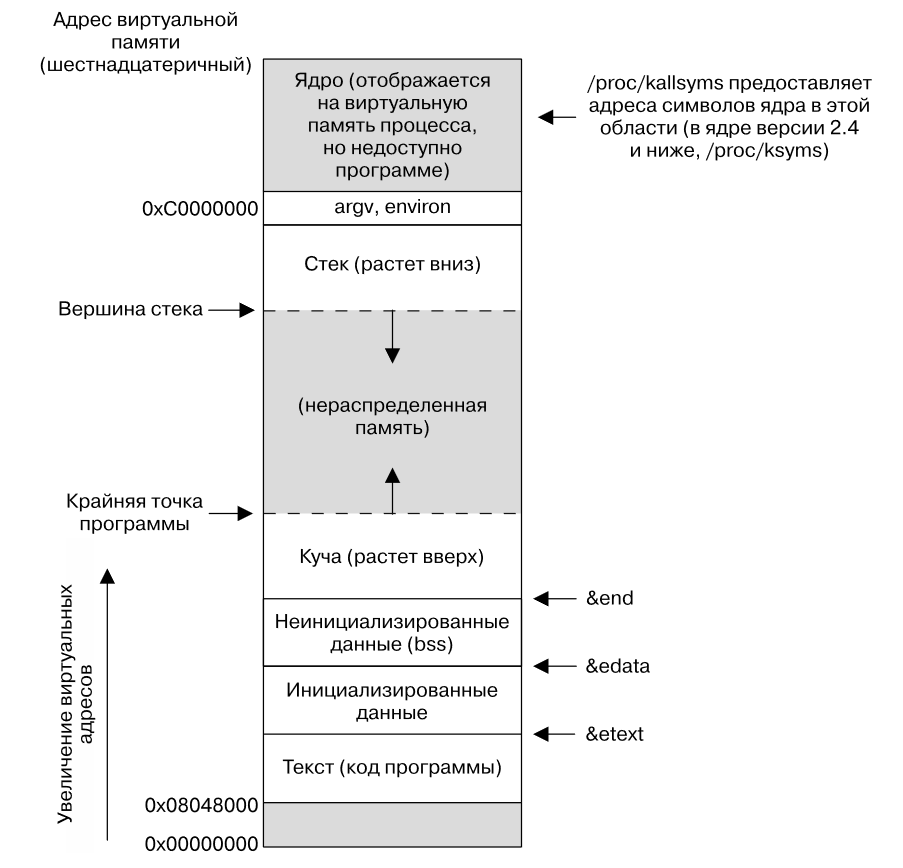 Адрес виртуальной
памяти
(шестнадцатеричный)
Ядро (отображается
на виртуальную
память процесса,
но недоступно
программе)
/proc/kallsyms предоставляет
адреса символов ядра в этой
области (в ядре версии 2.4
и ниже, /proc/ksyms)
0xC0000000
argv, environ
Стек (растет вниз)
Вершина стека
(нераспределенная
память)
Крайняя точка
программы
Куча (растет вверх)
&end
Неинициализированные
данные (bss)
&edata
Инициализированные
данные
&etext
Текст (код программы)
0x08048000
0x00000000
Увеличение виртуальных
адресов